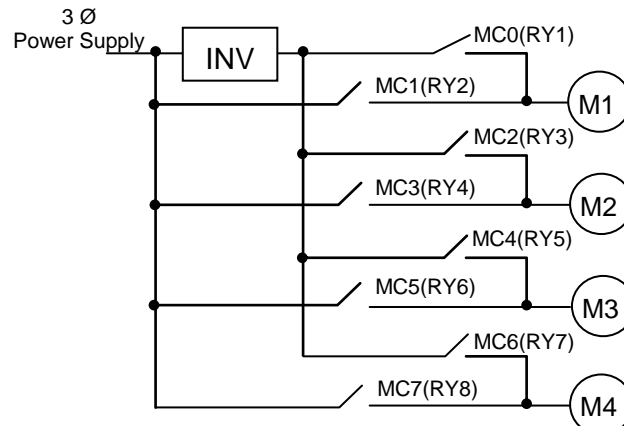 3 Ø
Power Supply
INV
MC0(RY1)
MC1(RY2)
M1
MC2(RY3)
MC3(RY4)
M2
MC4(RY5)
MC5(RY6)
M3
MC6(RY7)
MC7(RY8)
M4